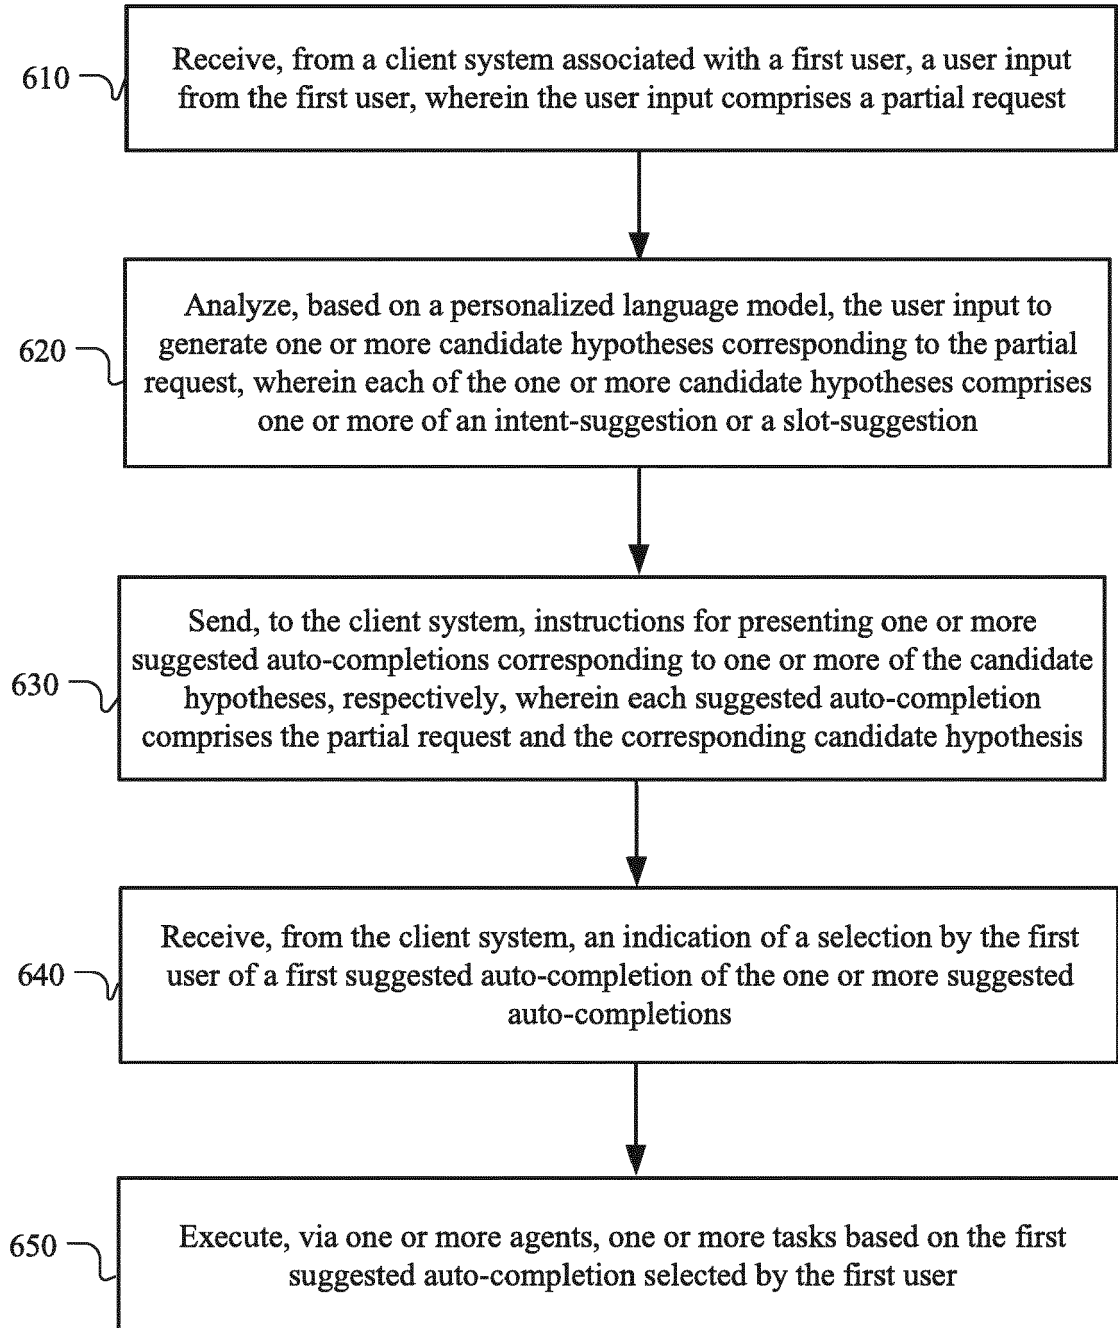 610
Receive, from a client system associated with a first user, a user input
from the first user, wherein the user input comprises a partial request
620
Analyze, based on a personalized language model, the user input to
generate one or more candidate hypotheses corresponding to the partial
request, wherein each of the one or more candidate hypotheses comprises
one or more of an intent-suggestion or a slot-suggestion
630
Send, to the client system, instructions for presenting one or more
suggested auto-completions corresponding to one or more of the candidate
hypotheses, respectively, wherein each suggested auto-completion
comprises the partial request and the corresponding candidate hypothesis
640
Receive, from the client system, an indication of a selection by the first
user of a first suggested auto-completion of the one or more suggested
auto-completions
650
Execute, via one or more agents, one or more tasks based on the first
suggested auto-completion selected by the first user